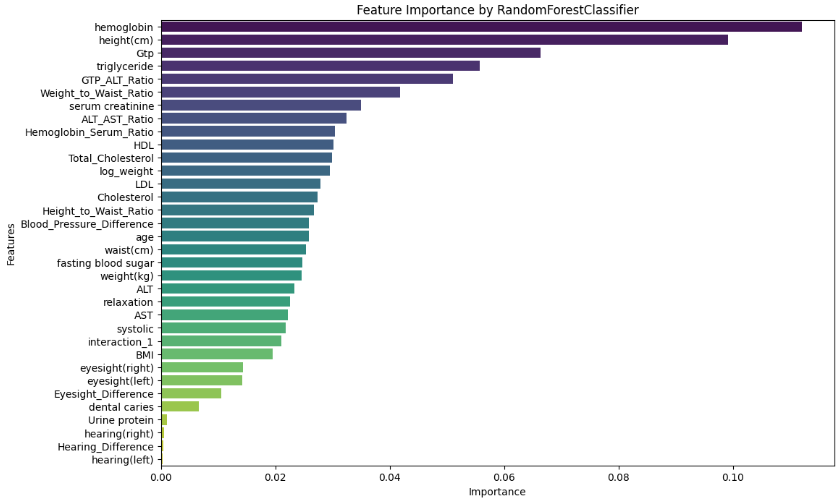 Feature Importance by RandomForestClassifier
hemoglobin
height(cm)
Gtp
triglyceride
GTP_ALT_Ratio
Weight_to_Waist_Ratio
serum creatinine
ALT_AST_Ratio
Hemoglobin_Serum_Ratio
HDL
Total_Cholesterol
log_weight
LDL
Cholesterol
Height_to_Waist_Ratio
Blood_Pressure_Difference
age
waist(cm)
fasting blood sugar
weight(kg)
ALT
relaxation
AST
systolic
interaction_1
BMI
eyesight(right)
eyesight(left)
Eyesight_Difference
dental caries
Urine protein
hearing(right)
Hearing_Difference
hearing(left)
Features
0.00 0.02 0.04 0.06 0.08 0.10
Importance